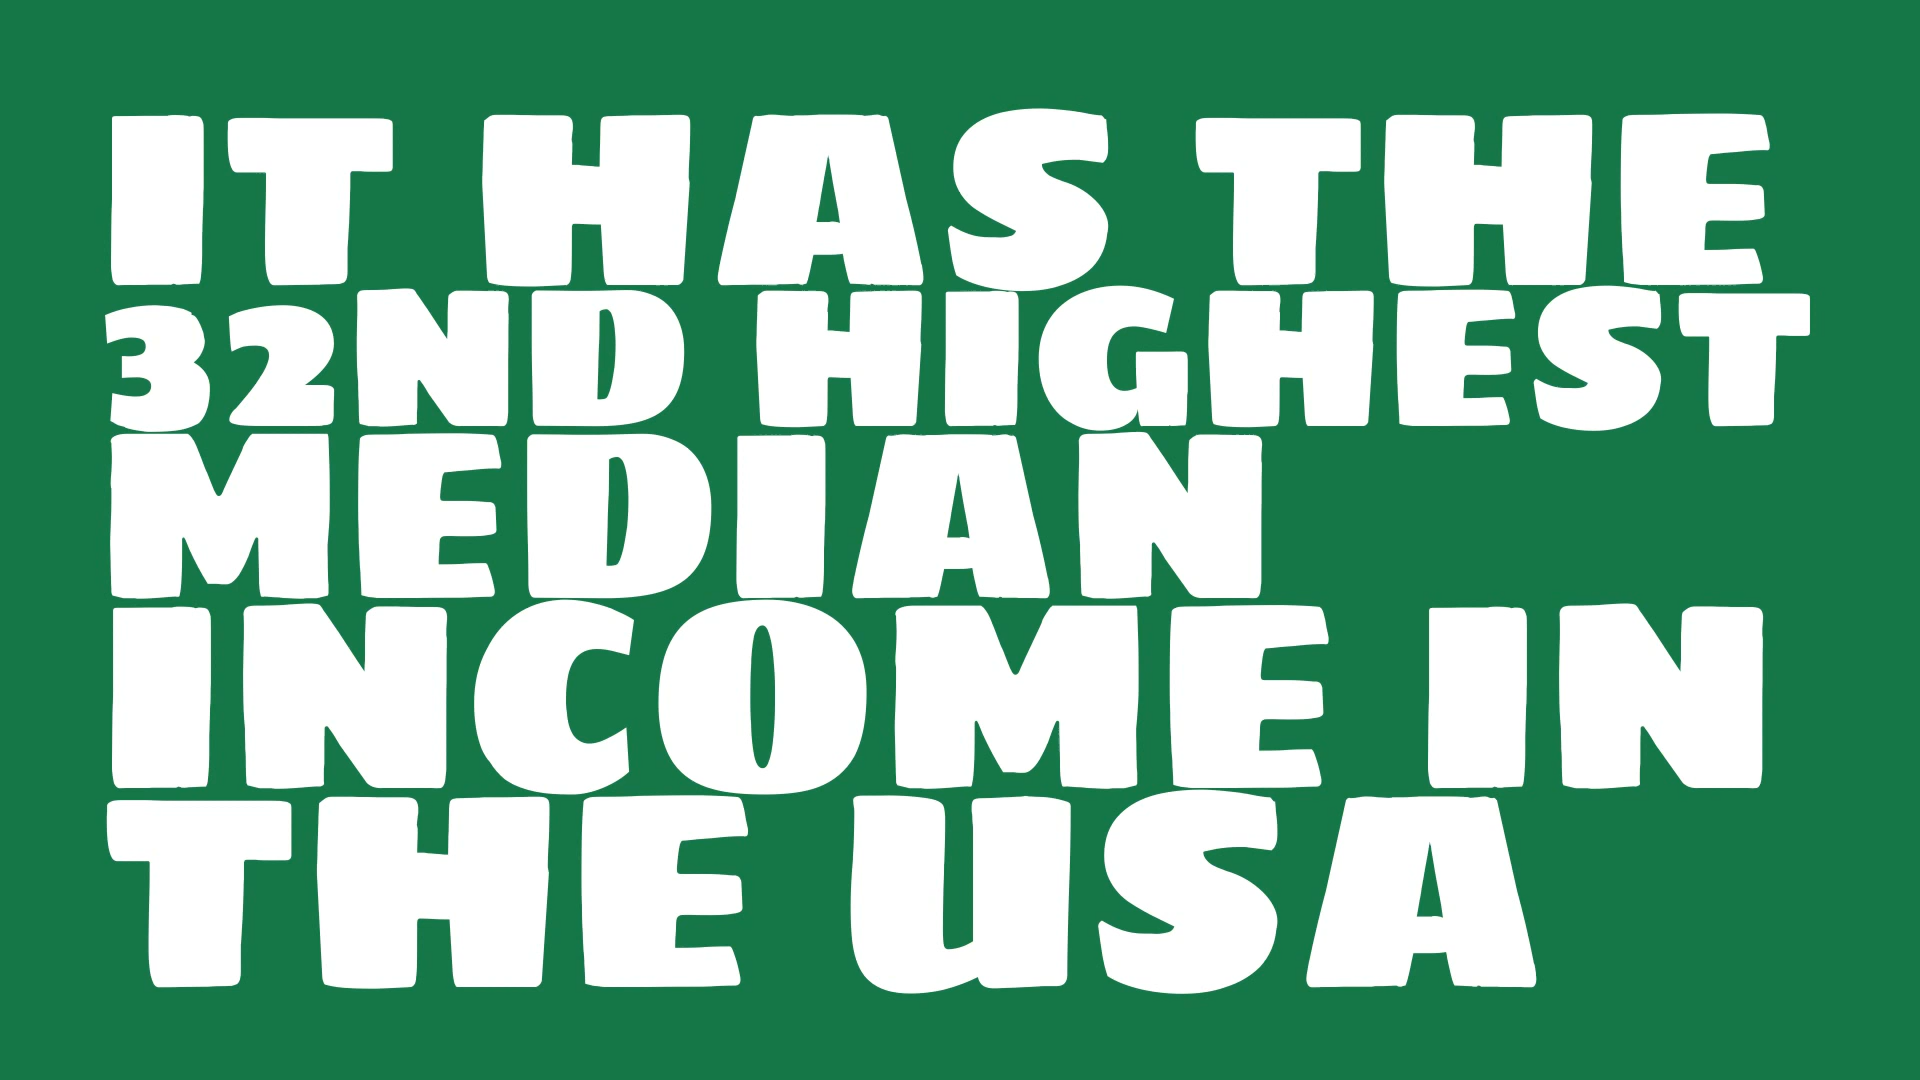 IT HAS THE
32ND HIGHEST
MEDIAN
INCOME IN
THE USA